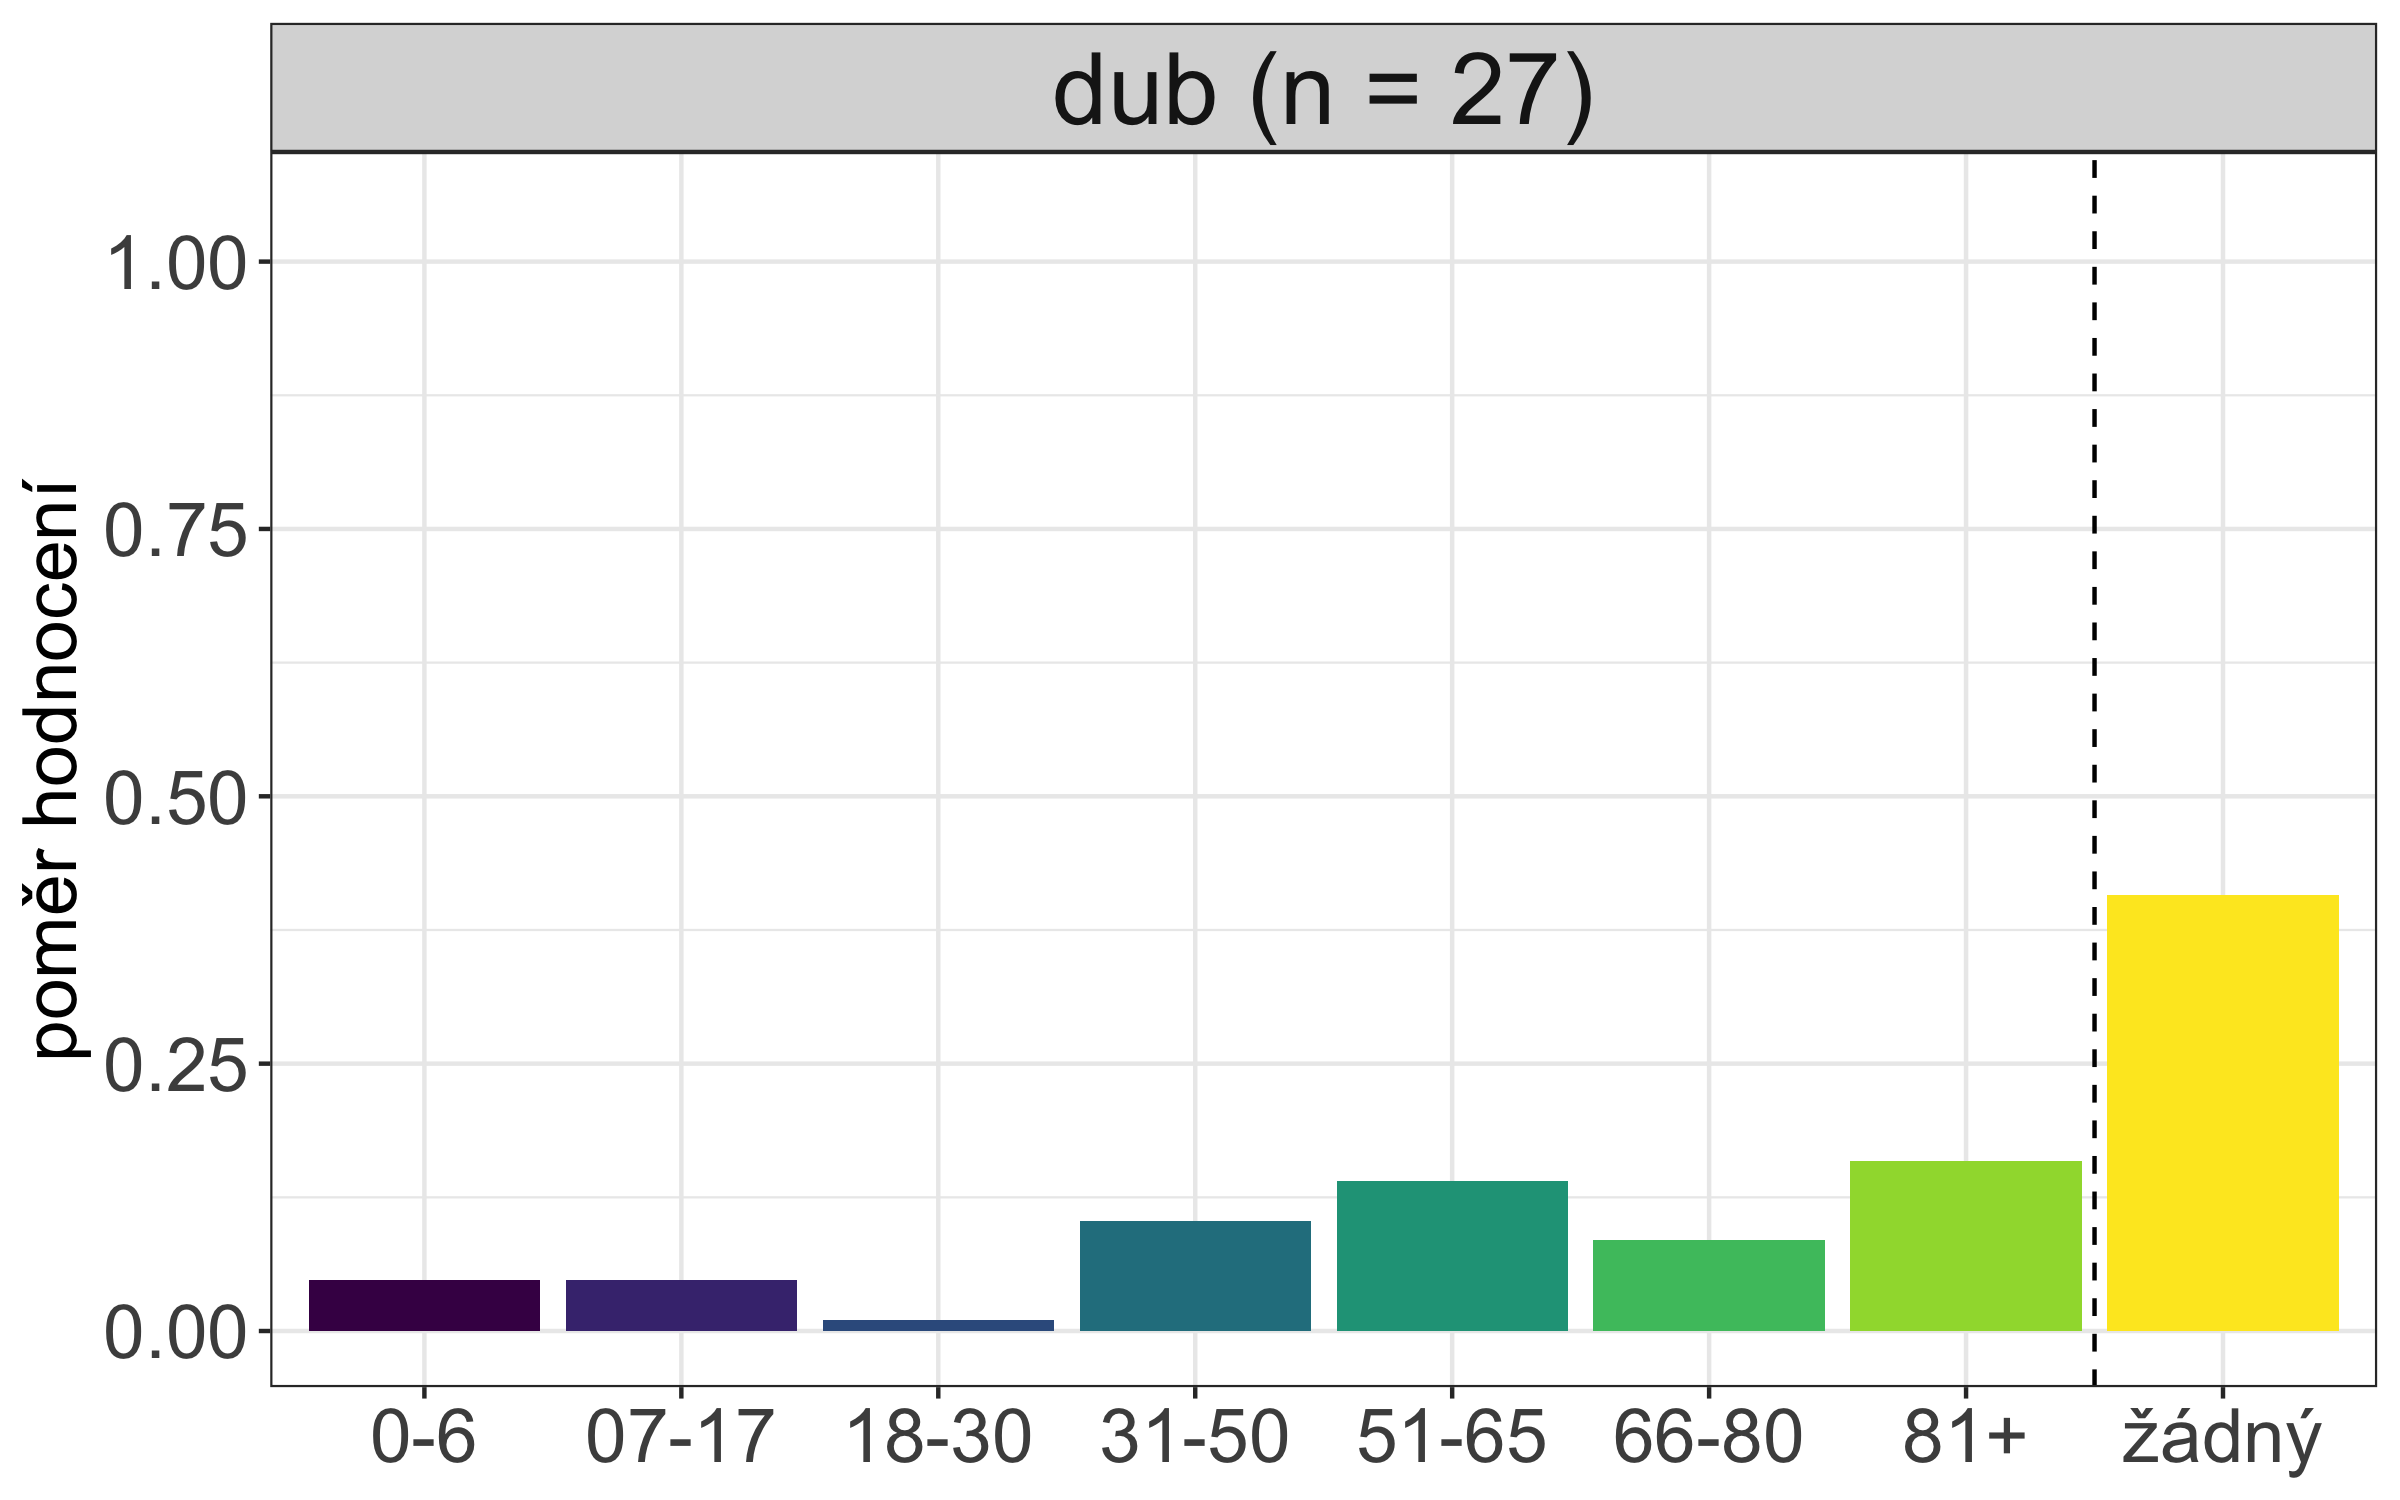 dub (n = 27)
poměr hodnocení
1.00
0.75
0.50
0.25
0.00
0-6 07-17 18-30 31-50 51-65 66-80 81+ žádný